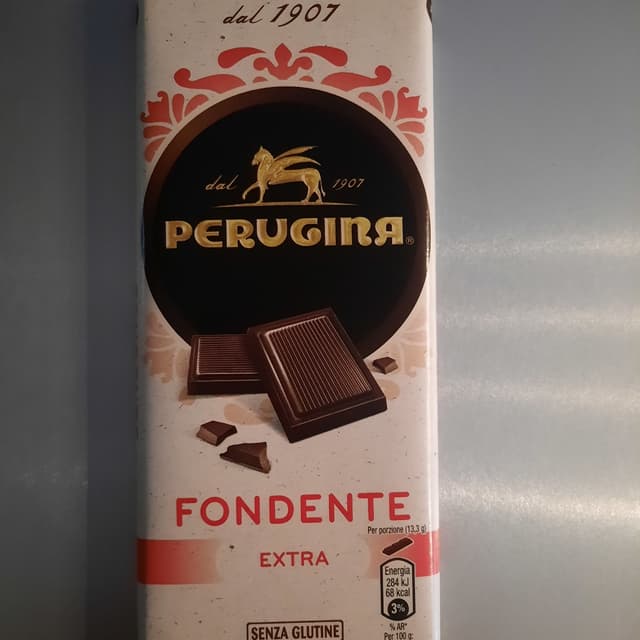 dal 1907
dal 1907
PERUGINA®
FONDENTE
Per porzione (13,3 g)
EXTRA
Energia
284 kJ
68 kcal
3%
% AR*
Per 100 g:
SENZA GLUTINE